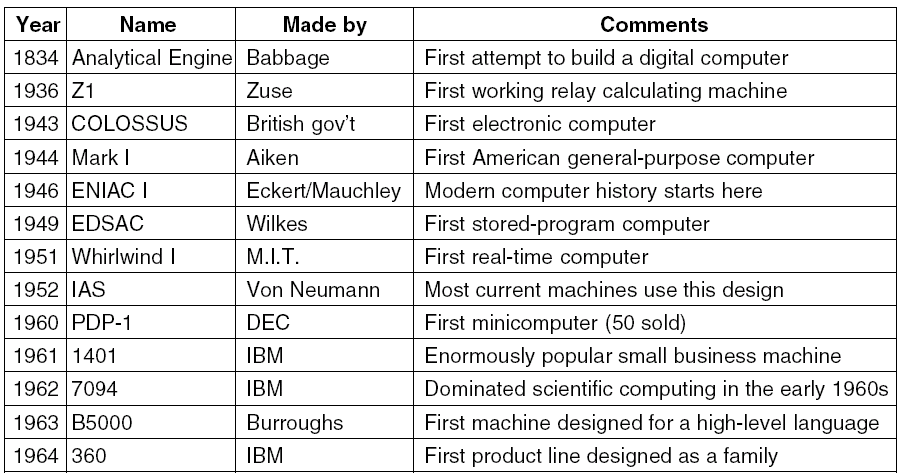 Year Name Made by Comments
1834 Analytical Engine Babbage First attempt to build a digital computer
1936 Z1 Zuse First working relay calculating machine
1943 COLOSSUS British gov't First electronic computer
1944 Mark I Aiken First American general-purpose computer
1946 ENIAC I Eckert/Mauchley Modern computer history starts here
1949 EDSAC Wilkes First stored-program computer
1951 Whirlwind I M.I.T. First real-time computer
1952 IAS Von Neumann Most current machines use this design
1960 PDP-1 DEC First minicomputer (50 sold)
1961 1401 IBM Enormously popular small business machine
1962 7094 IBM Dominated scientific computing in the early 1960s
1963 B5000 Burroughs First machine designed for a high-level language
1964 360 IBM First product line designed as a family